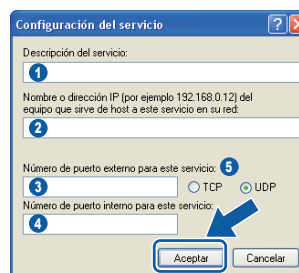 Configuración del servicio
Descripción del servicio:
1
Nombre o dirección IP (por ejemplo 192.168.0.12) del
equipo que sirve de host a este servicio en su red:
2
Número de puerto externo para este servicio: 5
3 TCP UDP
Número de puerto interno para este servicio:
4
Aceptar Cancelar